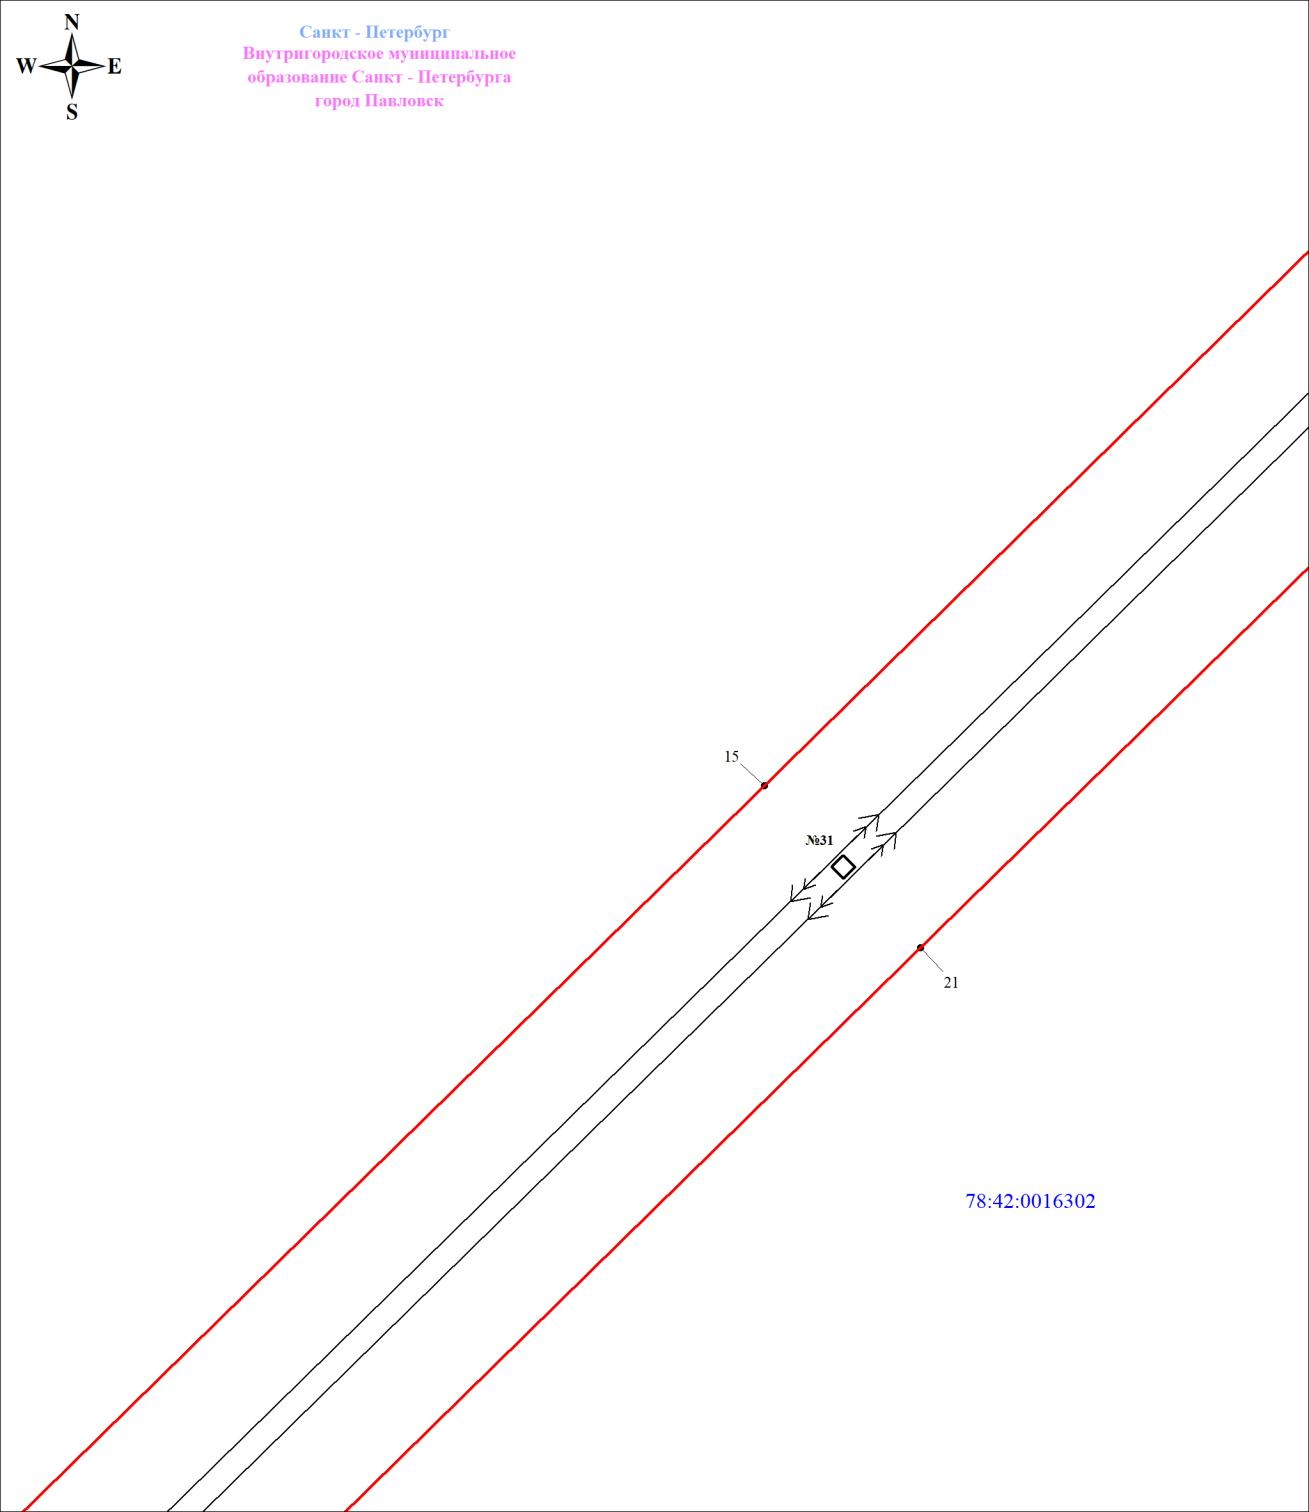 N
W E
S
Санкт - Петербург
Внутригородское муниципальное
образование Санкт - Петербурга
город Павловск
15
№31
21
78:42:0016302